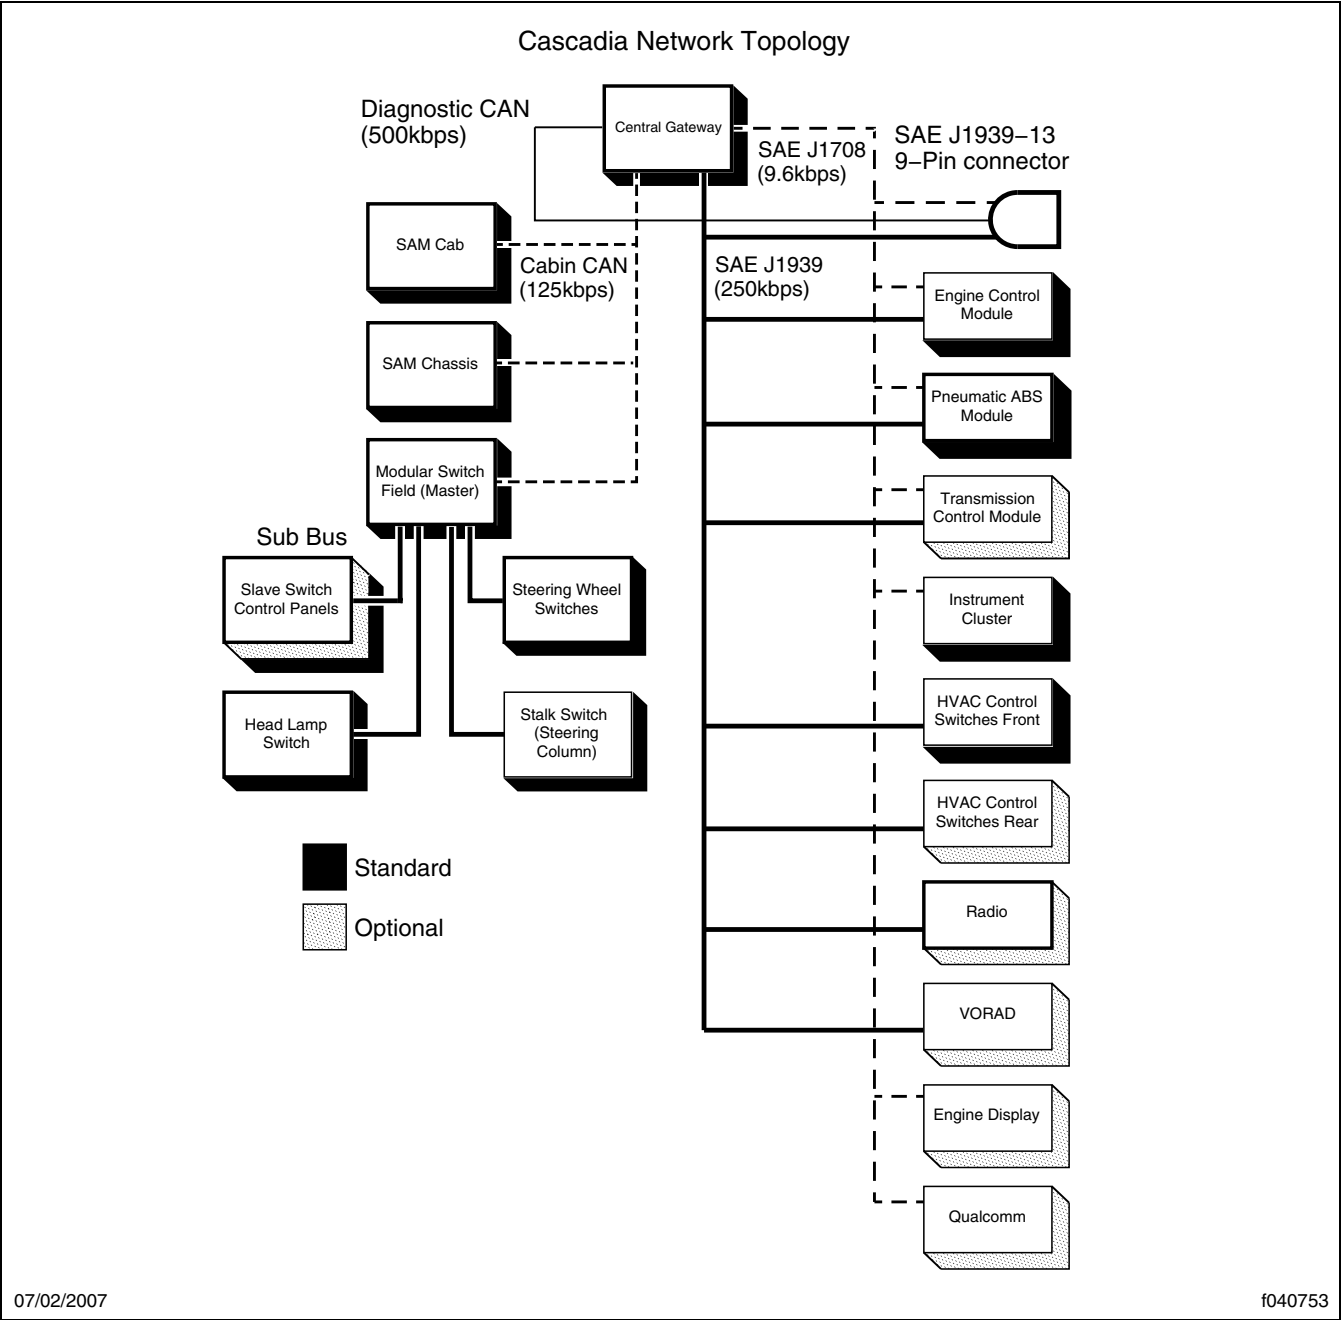 Cascadia Network Topology
Diagnostic CAN
(500kbps)
Central Gateway
SAE J1708
(9.6kbps)
SAE J1939−13
9−Pin connector
SAM Cab
Cabin CAN
(125kbps)
SAE J1939
(250kbps)
Engine Control
Module
SAM Chassis
Pneumatic ABS
Module
Modular Switch
Field (Master)
Transmission
Control Module
Sub Bus
Slave Switch
Control Panels
Steering Wheel
Switches
Instrument
Cluster
Head Lamp
Switch
Stalk Switch
(Steering
Column)
HVAC Control
Switches Front
HVAC Control
Switches Rear
Standard
Optional
Radio
VORAD
Engine Display
Qualcomm
07/02/2007
f040753